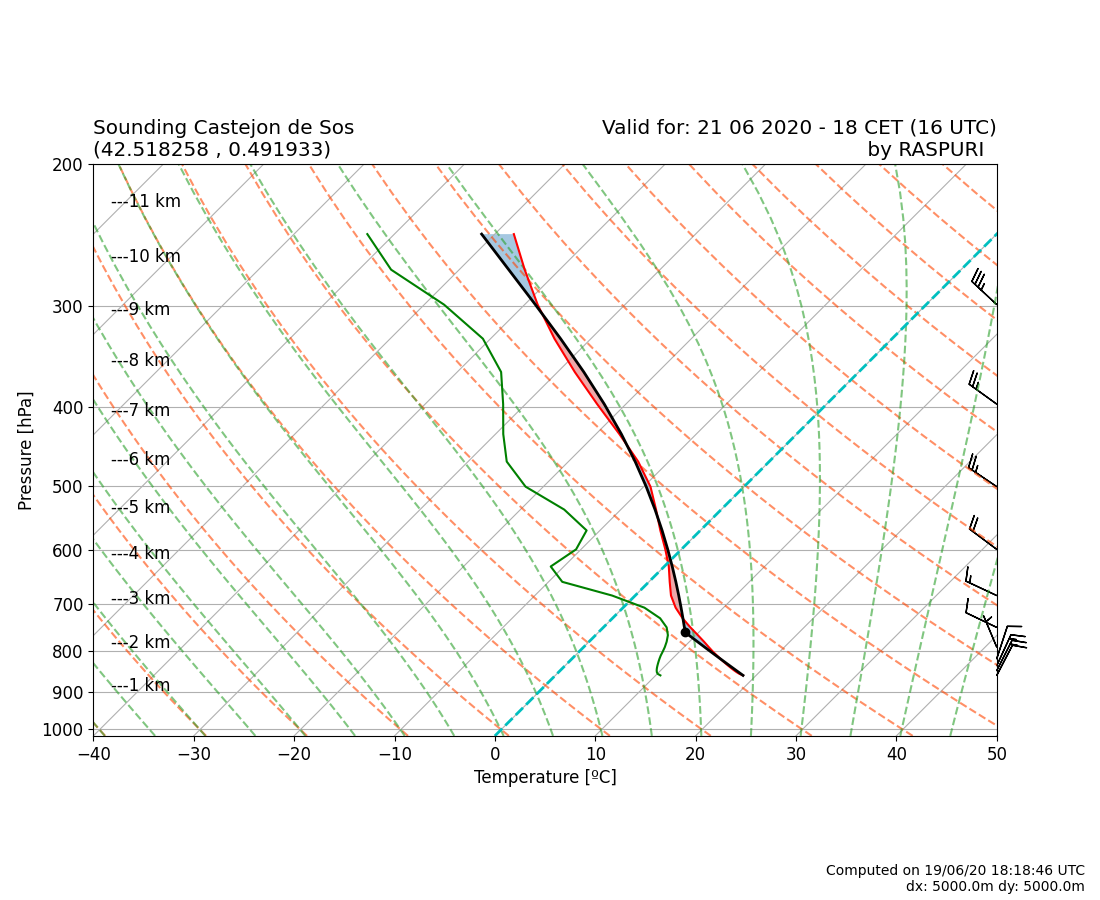 Sounding Castejon de Sos
(42.518258 , 0.491933)
Valid for: 21 06 2020 - 18 CET (16 UTC)
by RASPURI
200
---11 km
---10 km
300
---9 km
---8 km
400
---7 km
---6 km
500
---5 km
600
---4 km
700
---3 km
800
---2 km
900
---1 km
1000
Pressure [hPa]
−40 −30 −20 −10 0 10 20 30 40 50
Temperature [ºC]
Computed on 19/06/20 18:18:46 UTC
dx: 5000.0m dy: 5000.0m